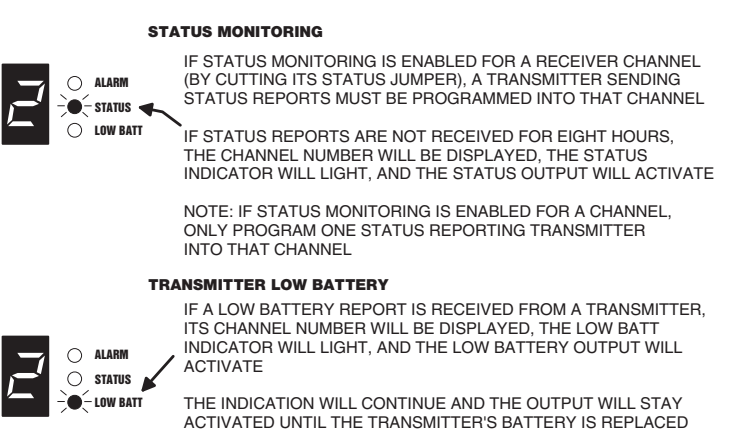 STATUS MONITORING
IF STATUS MONITORING IS ENABLED FOR A RECEIVER CHANNEL
(BY CUTTING ITS STATUS JUMPER), A TRANSMITTER SENDING
STATUS REPORTS MUST BE PROGRAMMED INTO THAT CHANNEL
2
ALARM
STATUS
LOW BATT
IF STATUS REPORTS ARE NOT RECEIVED FOR EIGHT HOURS,
THE CHANNEL NUMBER WILL BE DISPLAYED, THE STATUS
INDICATOR WILL LIGHT, AND THE STATUS OUTPUT WILL ACTIVATE
NOTE: IF STATUS MONITORING IS ENABLED FOR A CHANNEL,
ONLY PROGRAM ONE STATUS REPORTING TRANSMITTER
INTO THAT CHANNEL
TRANSMITTER LOW BATTERY
IF A LOW BATTERY REPORT IS RECEIVED FROM A TRANSMITTER,
ITS CHANNEL NUMBER WILL BE DISPLAYED, THE LOW BATT
INDICATOR WILL LIGHT, AND THE LOW BATTERY OUTPUT WILL
ACTIVATE
2
ALARM
STATUS
LOW BATT
THE INDICATION WILL CONTINUE AND THE OUTPUT WILL STAY
ACTIVATED UNTIL THE TRANSMITTER'S BATTERY IS REPLACED